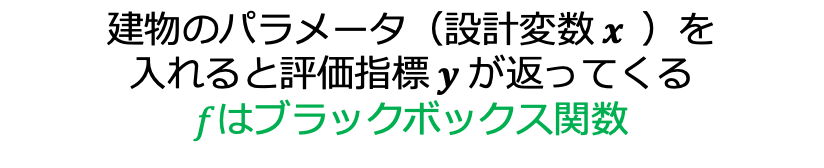 建物のパラメータ（設計変数 x ）を
入れると評価指標 y が返ってくる
fはブラックボックス関数